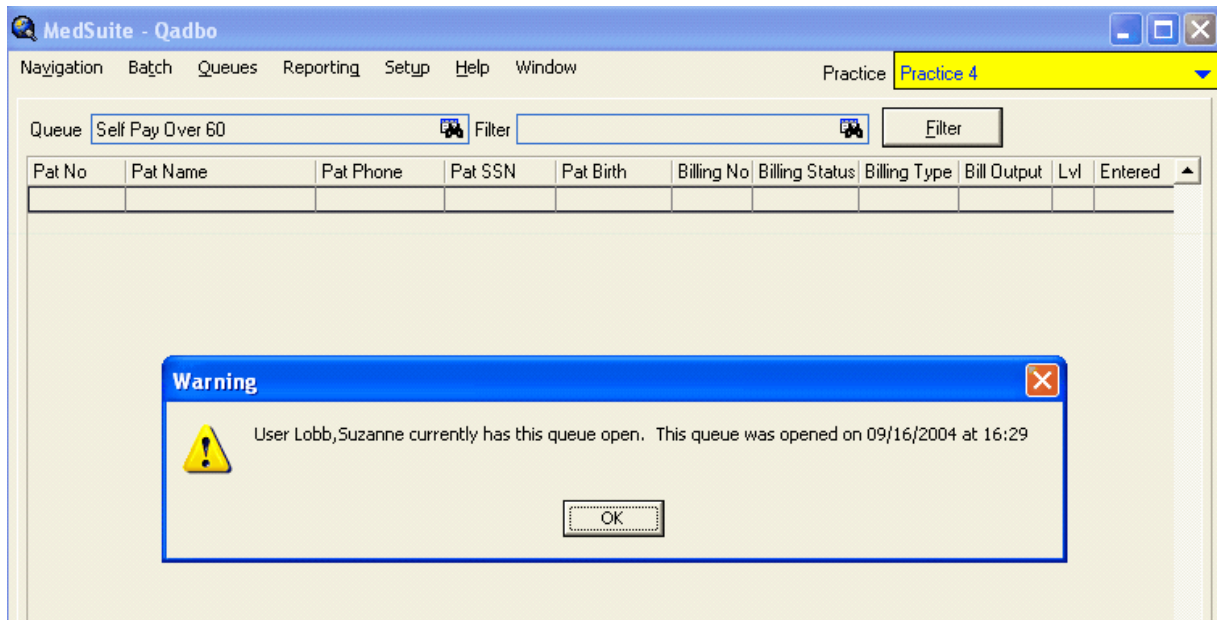 MedSuite - Qadbo
Navigation Batch Queues Reporting Setup Help Window Practice Practice 4
Queue Self Pay Over 60 Filter Filter
Pat No Pat Name Pat Phone Pat SSN Pat Birth Billing No Billing Status Billing Type Bill Output Lvl Entered
Warning
User Lobb,Suzanne currently has this queue open. This queue was opened on 09/16/2004 at 16:29
OK